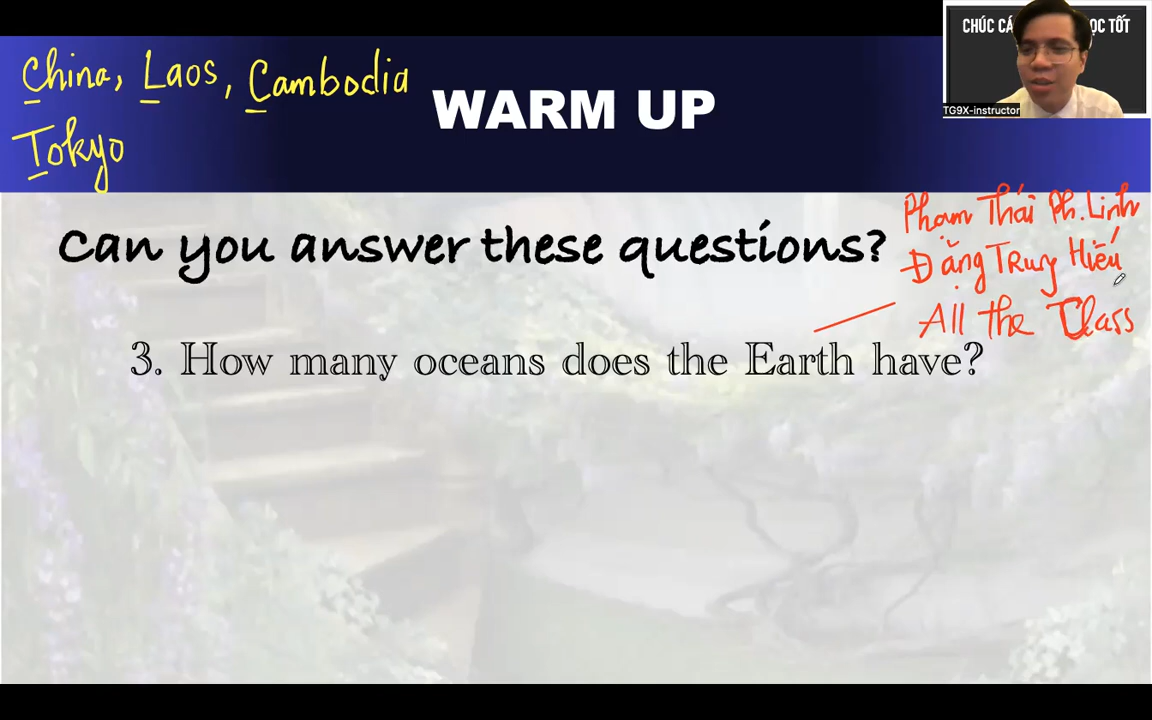 CHÚC CÁ ỌC TỐT
TG9X-instructor
China, Laos, Cambodia
Tokyo
WARM UP
Phạm Thái Ph. Linh
Đặng Trung Hiếu
All the Class
Can you answer these questions?
3. How many oceans does the Earth have?